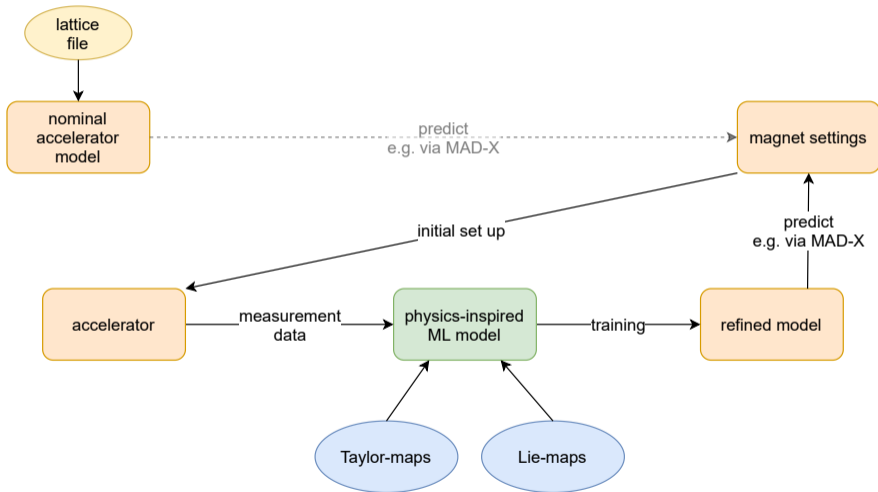 lattice
file
nominal
accelerator
model
predict
e.g. via MAD-X
magnet settings
initial set up
predict
e.g. via MAD-X
accelerator
measurement
data
physics-inspired
ML model
training
refined model
Taylor-maps
Lie-maps